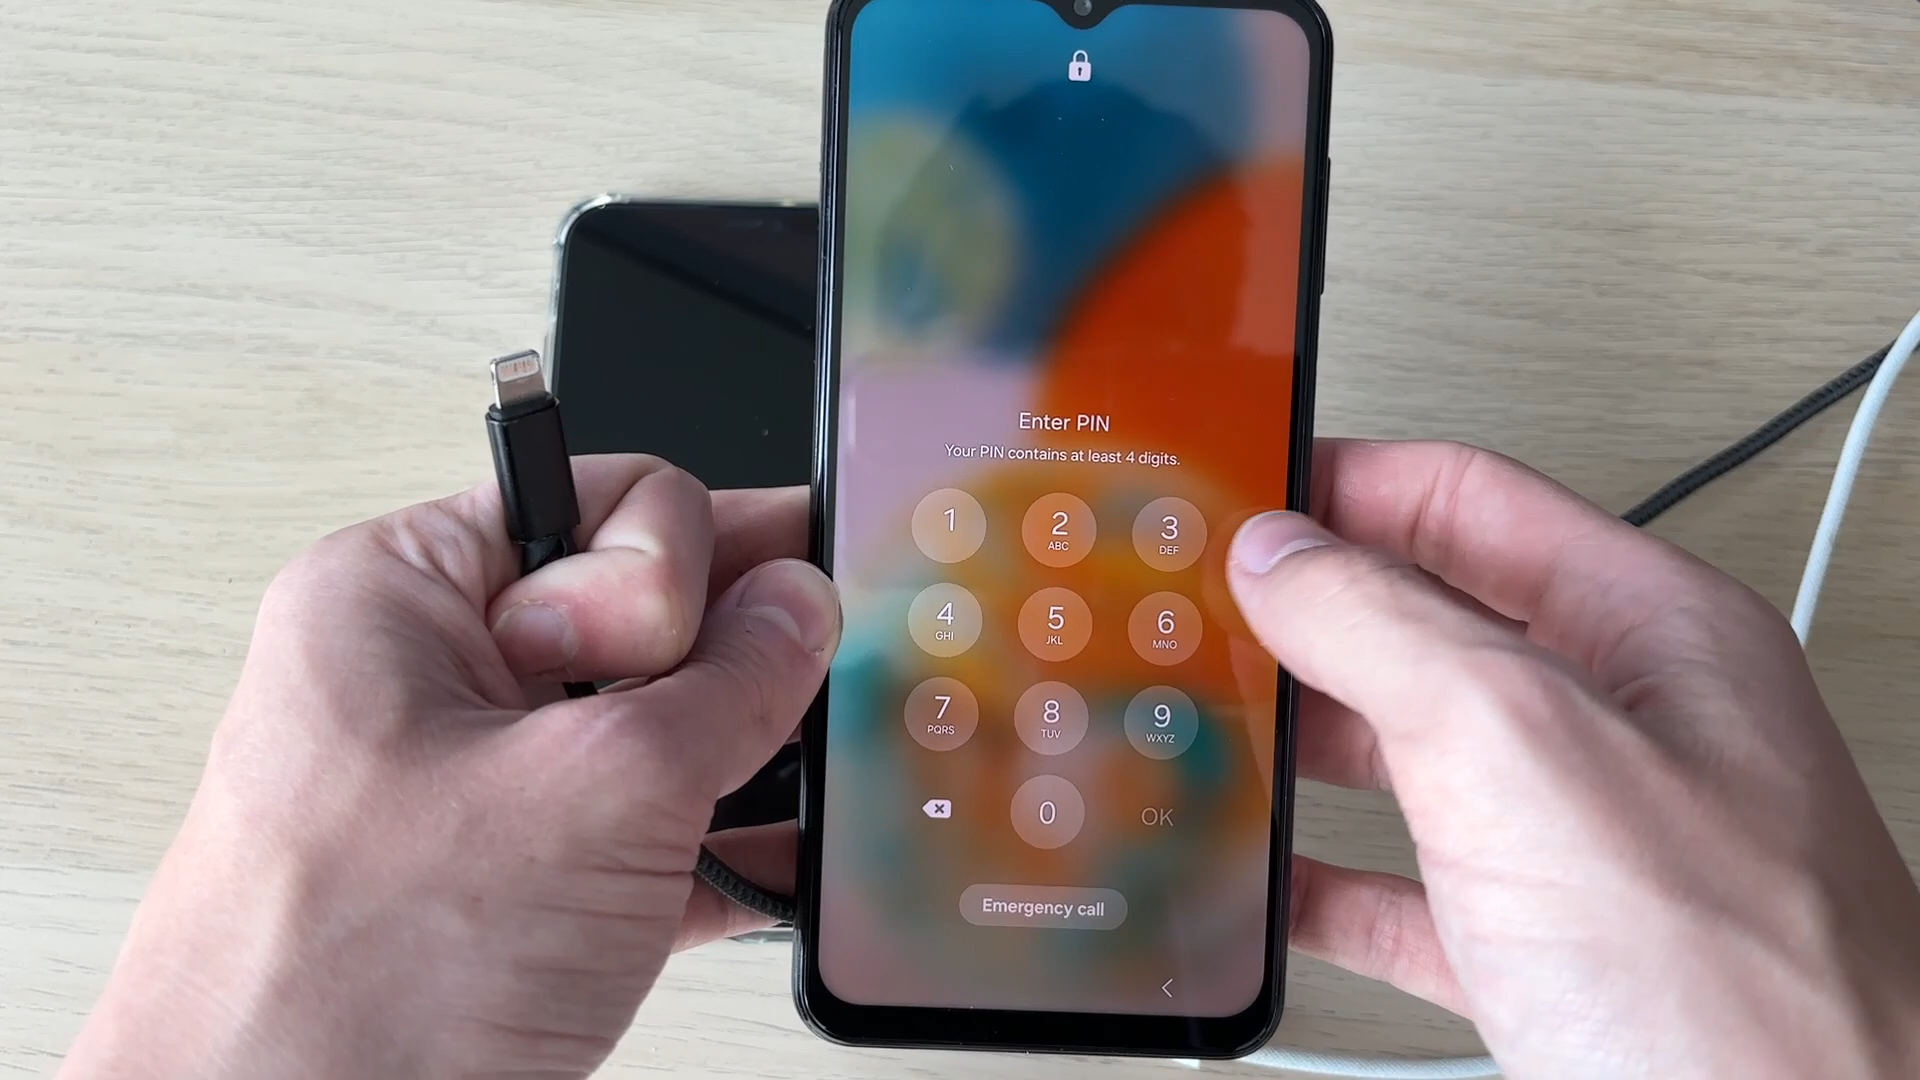 Enter PIN
Your PIN contains at least 4 digits.
1 2 3
ABC DEF
4 5 6
GHI JKL MNO
7 8 9
PQRS TUV WXYZ
0 OK
Emergency call